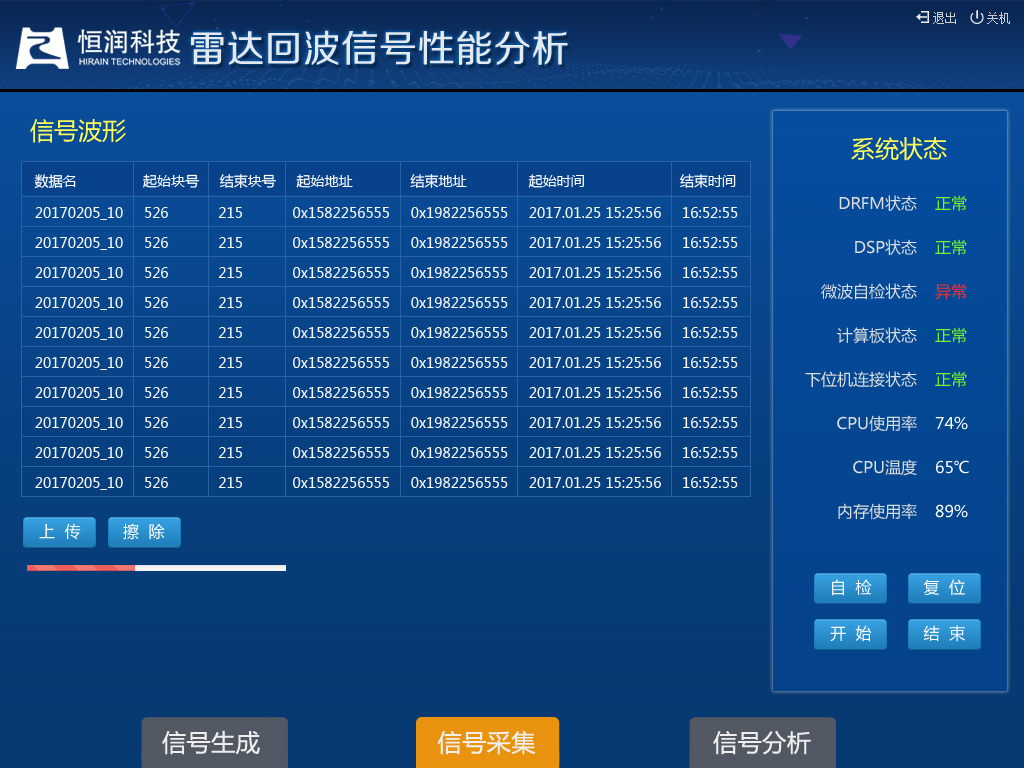 退出 关机
恒润科技 雷达回波信号性能分析
HIRAIN TECHNOLOGIES
信号波形
数据名 起始块号 结束块号 起始地址 结束地址 起始时间 结束时间
20170205_10 526 215 0x1582256555 0x1982256555 2017.01.25 15:25:56 16:52:55
20170205_10 526 215 0x1582256555 0x1982256555 2017.01.25 15:25:56 16:52:55
20170205_10 526 215 0x1582256555 0x1982256555 2017.01.25 15:25:56 16:52:55
20170205_10 526 215 0x1582256555 0x1982256555 2017.01.25 15:25:56 16:52:55
20170205_10 526 215 0x1582256555 0x1982256555 2017.01.25 15:25:56 16:52:55
20170205_10 526 215 0x1582256555 0x1982256555 2017.01.25 15:25:56 16:52:55
20170205_10 526 215 0x1582256555 0x1982256555 2017.01.25 15:25:56 16:52:55
20170205_10 526 215 0x1582256555 0x1982256555 2017.01.25 15:25:56 16:52:55
20170205_10 526 215 0x1582256555 0x1982256555 2017.01.25 15:25:56 16:52:55
20170205_10 526 215 0x1582256555 0x1982256555 2017.01.25 15:25:56 16:52:55
上 传 擦 除
系统状态
DRFM状态 正常
DSP状态 正常
微波自检状态 异常
计算板状态 正常
下位机连接状态 正常
CPU使用率 74%
CPU温度 65℃
内存使用率 89%
自 检 复 位
开 始 结 束
信号生成 信号采集 信号分析